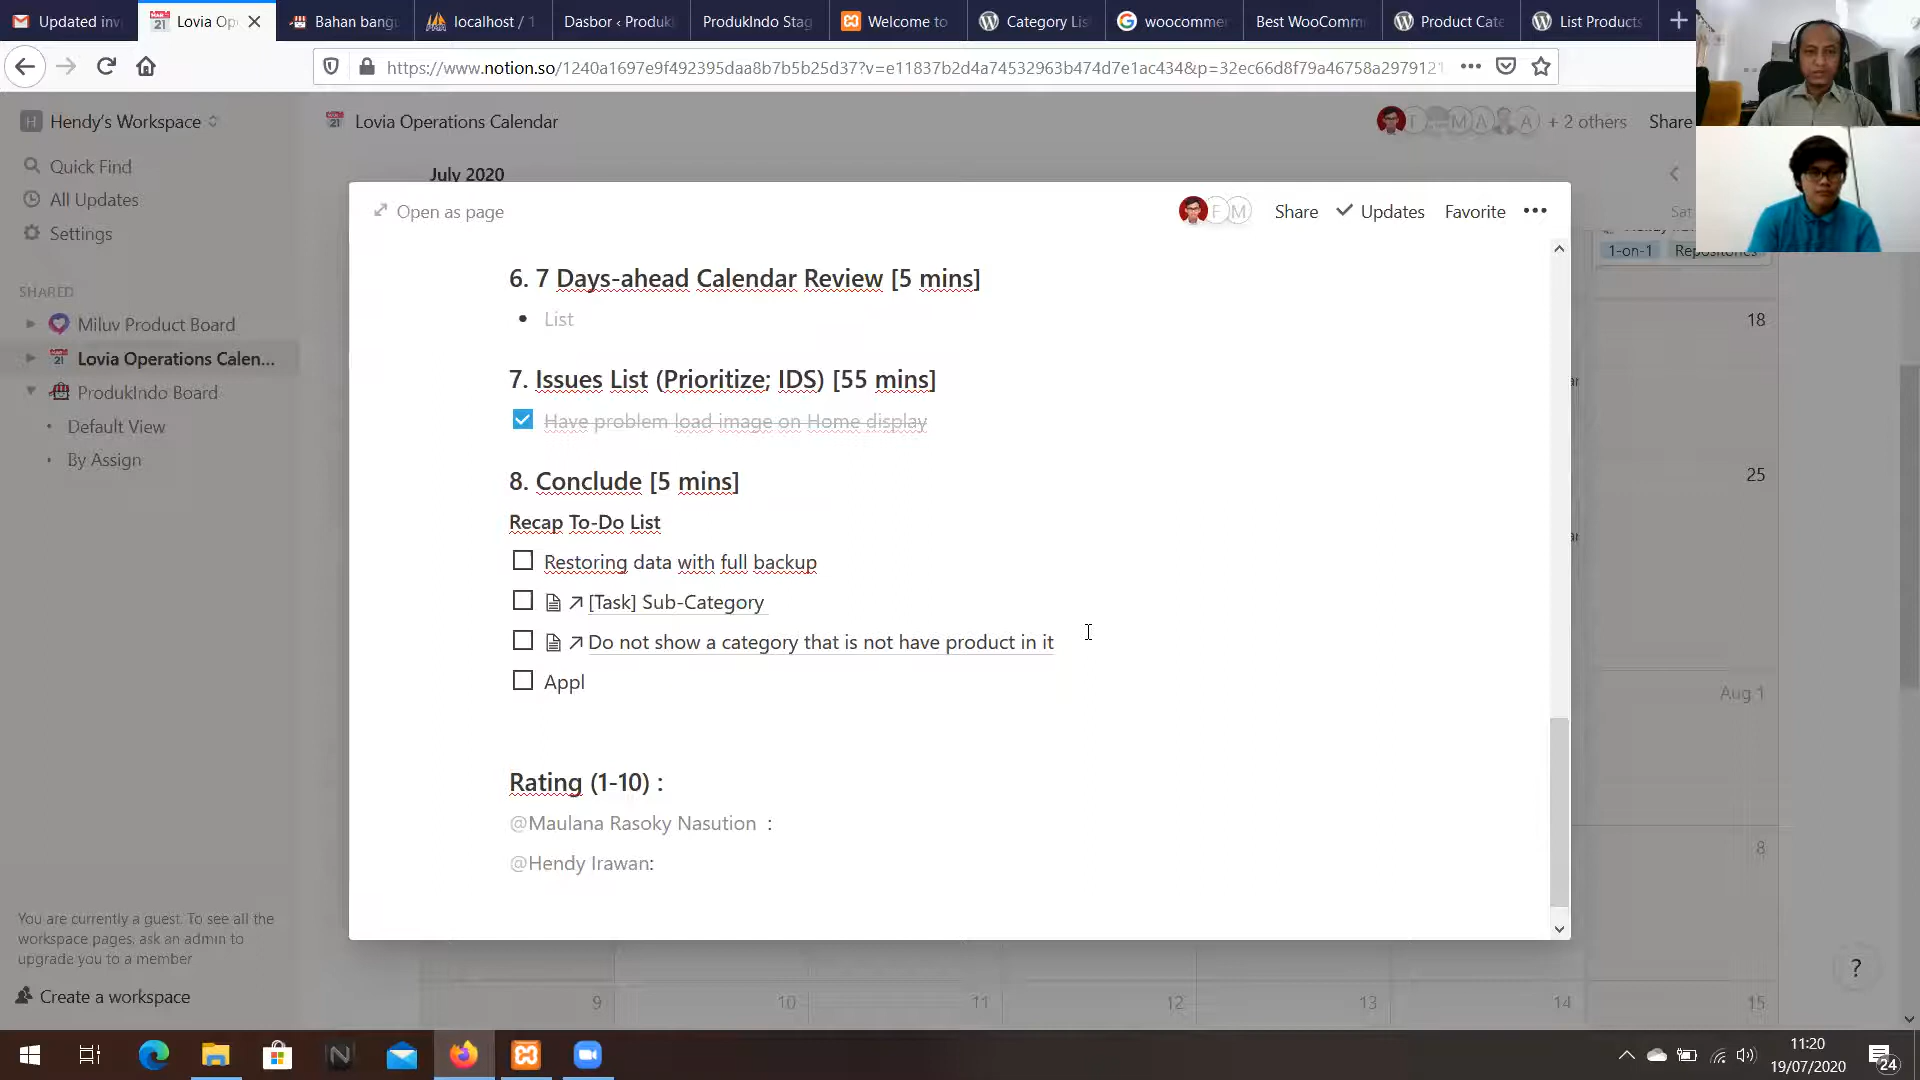 Updated inv
Lovia Op
Bahan bangu
localhost / 1
Dasbor ‹ Produkl
ProdukIndo Stag
Welcome to
Category Lis
woocommer
Best WooComm
Product Cate
List Products
https://www.notion.so/1240a1697e9f492395daa8b7b5b25d37?v=e11837b2d4a74532963b474d7e1ac434&p=32ec66d8f79a46758a2979121
H Hendy's Workspace
Quick Find
All Updates
Settings
SHARED
Miluv Product Board
Lovia Operations Calen...
ProdukIndo Board
Default View
By Assign
You are currently a guest. To see all the
workspace pages, ask an admin to
upgrade you to a member
Create a workspace
Lovia Operations Calendar
+ 2 others
Share
July 2020
Sat
Open as page
F M
Share
Updates
Favorite
6. 7 Days-ahead Calendar Review [5 mins]
List
7. Issues List (Prioritize; IDS) [55 mins]
Have problem load image on Home display
8. Conclude [5 mins]
Recap To-Do List
Restoring data with full backup
[Task] Sub-Category
Do not show a category that is not have product in it
Appl
Rating (1-10) :
@Maulana Rasoky Nasution :
@Hendy Irawan:
1-on-1
Repositories
18
25
Aug 1
8
9
10
11
12
13
14
15
?
11:20
19/07/2020
24